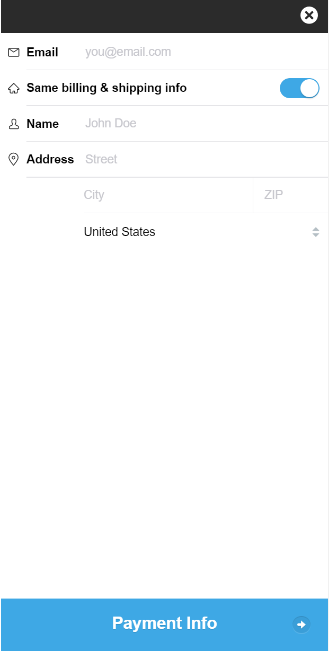 Email you@email.com
Same billing & shipping info
Name John Doe
Address Street
City ZIP
United States
Payment Info